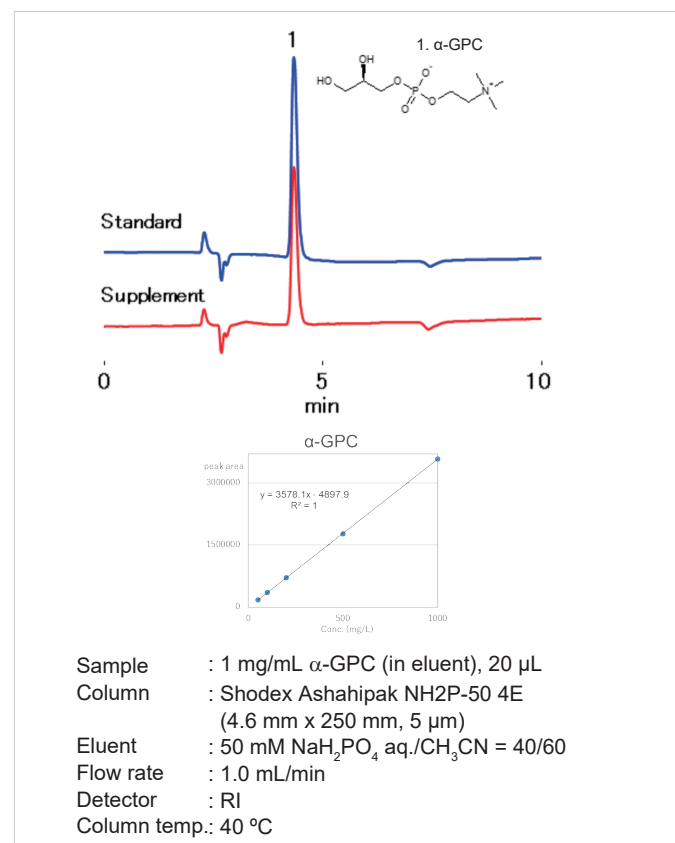 1
1. α-GPC
OH
HO
O
O⁻
P
O
O
N⁺
Standard
Supplement
0 5 10
min
α-GPC
peak area
3000000
y = 3578.1x - 4897.9
R² = 1
1500000
0
0 500 1000
Conc. (mg/L)
Sample : 1 mg/mL α-GPC (in eluent), 20 µL
Column : Shodex Ashahipak NH2P-50 4E
(4.6 mm x 250 mm, 5 µm)
Eluent : 50 mM NaH₂PO₄ aq./CH₃CN = 40/60
Flow rate : 1.0 mL/min
Detector : RI
Column temp.: 40 ºC